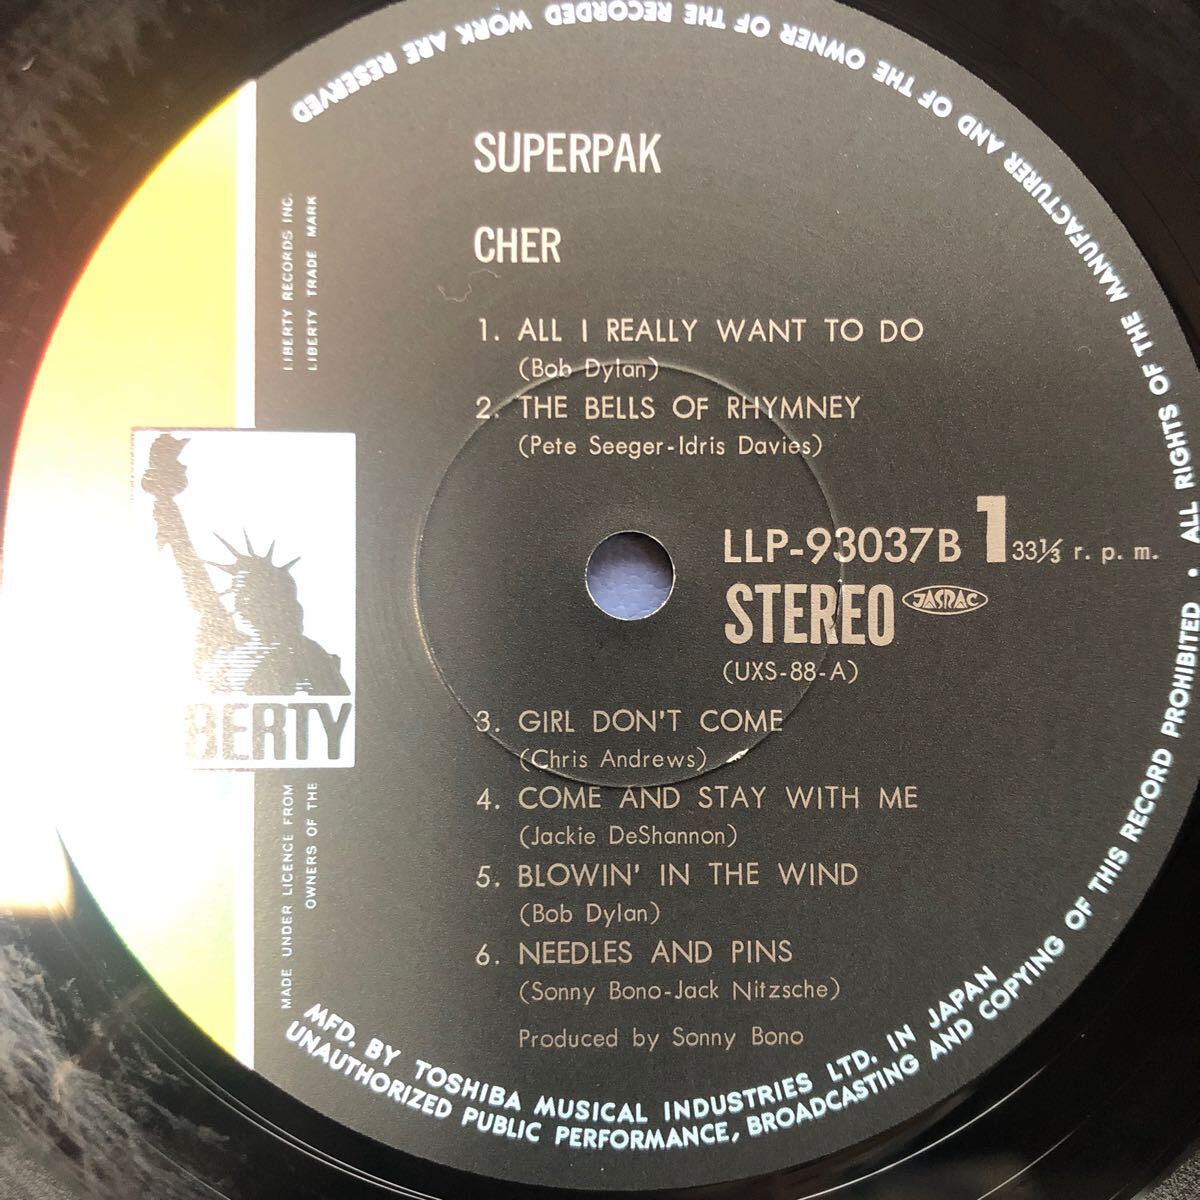 SUPERPAK
CHER
1. ALL I REALLY WANT TO DO
(Bob Dylan)
2. THE BELLS OF RHYMNEY
(Pete Seeger-Idris Davies)
LLP-93037B 1 33⅓ r. p. m.
STEREO JASRAC
(UXS-88-A)
3. GIRL DON'T COME
(Chris Andrews)
4. COME AND STAY WITH ME
(Jackie DeShannon)
5. BLOWIN' IN THE WIND
(Bob Dylan)
6. NEEDLES AND PINS
(Sonny Bono-Jack Nitzsche)
Produced by Sonny Bono
LIBERTY RECORDS INC.
LIBERTY TRADE MARK
BERTY
MADE UNDER LICENCE FROM
OWNERS OF THE
MFD. BY TOSHIBA MUSICAL INDUSTRIES LTD. IN JAPAN
UNAUTHORIZED PUBLIC PERFORMANCE, BROADCASTING AND COPYING OF THIS RECORD PROHIBITED • ALL RIGHTS OF THE MANUFACTURER AND OF THE OWNER OF THE RECORDED WORK ARE RESERVED